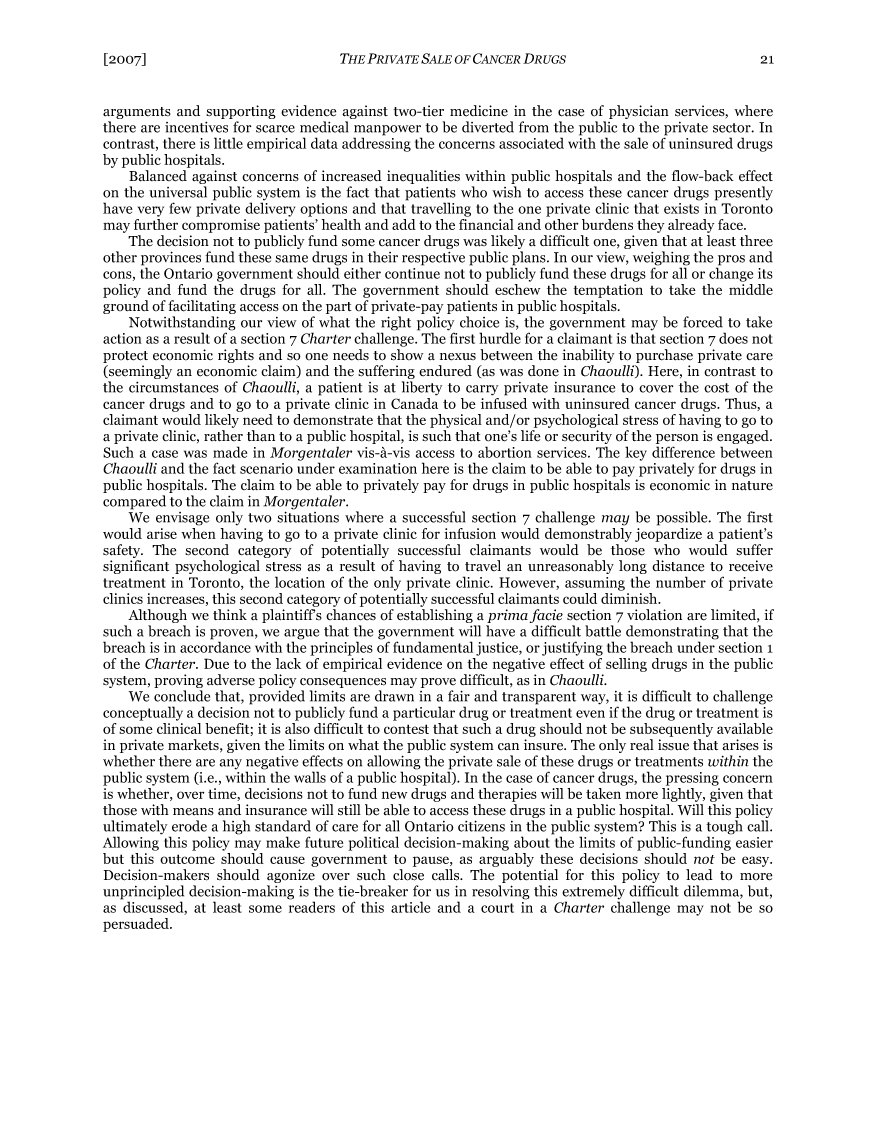 [2007] THE PRIVATE SALE OF CANCER DRUGS 21
arguments and supporting evidence against two-tier medicine in the case of physician services, where
there are incentives for scarce medical manpower to be diverted from the public to the private sector. In
contrast, there is little empirical data addressing the concerns associated with the sale of uninsured drugs
by public hospitals.
Balanced against concerns of increased inequalities within public hospitals and the flow-back effect
on the universal public system is the fact that patients who wish to access these cancer drugs presently
have very few private delivery options and that travelling to the one private clinic that exists in Toronto
may further compromise patients’ health and add to the financial and other burdens they already face.
The decision not to publicly fund some cancer drugs was likely a difficult one, given that at least three
other provinces fund these same drugs in their respective public plans. In our view, weighing the pros and
cons, the Ontario government should either continue not to publicly fund these drugs for all or change its
policy and fund the drugs for all. The government should eschew the temptation to take the middle
ground of facilitating access on the part of private-pay patients in public hospitals.
Notwithstanding our view of what the right policy choice is, the government may be forced to take
action as a result of a section 7 Charter challenge. The first hurdle for a claimant is that section 7 does not
protect economic rights and so one needs to show a nexus between the inability to purchase private care
(seemingly an economic claim) and the suffering endured (as was done in Chaoulli). Here, in contrast to
the circumstances of Chaoulli, a patient is at liberty to carry private insurance to cover the cost of the
cancer drugs and to go to a private clinic in Canada to be infused with uninsured cancer drugs. Thus, a
claimant would likely need to demonstrate that the physical and/or psychological stress of having to go to
a private clinic, rather than to a public hospital, is such that one’s life or security of the person is engaged.
Such a case was made in Morgentaler vis-à-vis access to abortion services. The key difference between
Chaoulli and the fact scenario under examination here is the claim to be able to pay privately for drugs in
public hospitals. The claim to be able to privately pay for drugs in public hospitals is economic in nature
compared to the claim in Morgentaler.
We envisage only two situations where a successful section 7 challenge may be possible. The first
would arise when having to go to a private clinic for infusion would demonstrably jeopardize a patient’s
safety. The second category of potentially successful claimants would be those who would suffer
significant psychological stress as a result of having to travel an unreasonably long distance to receive
treatment in Toronto, the location of the only private clinic. However, assuming the number of private
clinics increases, this second category of potentially successful claimants could diminish.
Although we think a plaintiff’s chances of establishing a prima facie section 7 violation are limited, if
such a breach is proven, we argue that the government will have a difficult battle demonstrating that the
breach is in accordance with the principles of fundamental justice, or justifying the breach under section 1
of the Charter. Due to the lack of empirical evidence on the negative effect of selling drugs in the public
system, proving adverse policy consequences may prove difficult, as in Chaoulli.
We conclude that, provided limits are drawn in a fair and transparent way, it is difficult to challenge
conceptually a decision not to publicly fund a particular drug or treatment even if the drug or treatment is
of some clinical benefit; it is also difficult to contest that such a drug should not be subsequently available
in private markets, given the limits on what the public system can insure. The only real issue that arises is
whether there are any negative effects on allowing the private sale of these drugs or treatments within the
public system (i.e., within the walls of a public hospital). In the case of cancer drugs, the pressing concern
is whether, over time, decisions not to fund new drugs and therapies will be taken more lightly, given that
those with means and insurance will still be able to access these drugs in a public hospital. Will this policy
ultimately erode a high standard of care for all Ontario citizens in the public system? This is a tough call.
Allowing this policy may make future political decision-making about the limits of public-funding easier
but this outcome should cause government to pause, as arguably these decisions should not be easy.
Decision-makers should agonize over such close calls. The potential for this policy to lead to more
unprincipled decision-making is the tie-breaker for us in resolving this extremely difficult dilemma, but,
as discussed, at least some readers of this article and a court in a Charter challenge may not be so
persuaded.